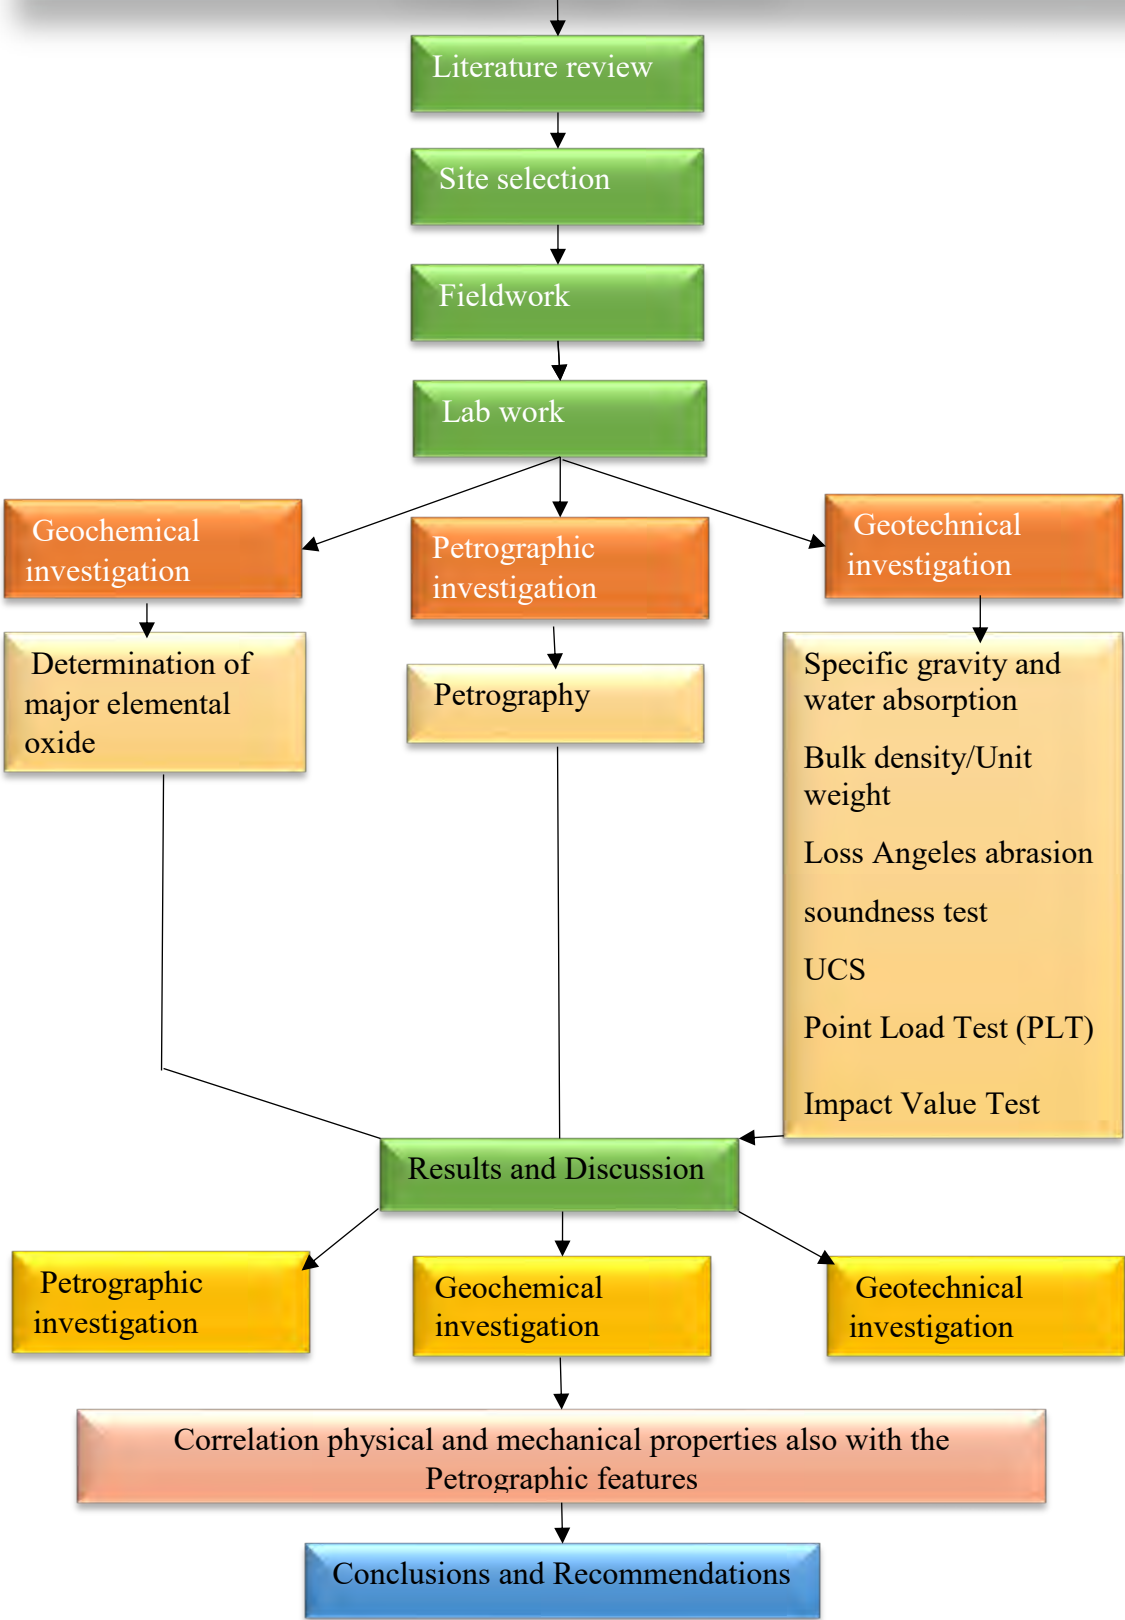 Literature review
Site selection
Fieldwork
Lab work
Geochemical
investigation
Petrographic
investigation
Geotechnical
investigation
Determination of
major elemental
oxide
Petrography
Specific gravity and
water absorption
Bulk density/Unit
weight
Loss Angeles abrasion
soundness test
UCS
Point Load Test (PLT)
Impact Value Test
Results and Discussion
Petrographic
investigation
Geochemical
investigation
Geotechnical
investigation
Correlation physical and mechanical properties also with the
Petrographic features
Conclusions and Recommendations